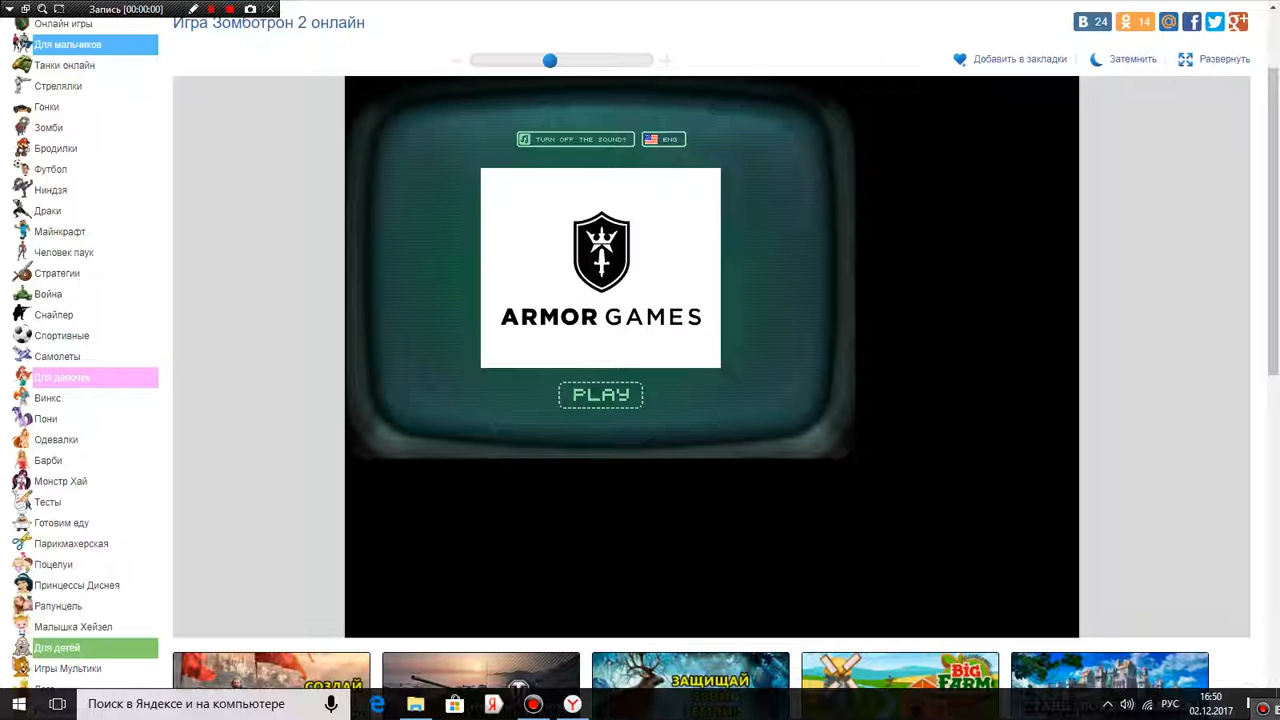 Запись [00:00:00]
Онлайн игры
Для мальчиков
Танки онлайн
Стрелялки
Гонки
Зомби
Бродилки
Футбол
Ниндзя
Драки
Майнкрафт
Человек паук
Стратегии
Война
Снайпер
Спортивные
Самолеты
Для девочек
Винкс
Пони
Одевалки
Барби
Монстр Хай
Тесты
Готовим еду
Парикмахерская
Поцелуи
Принцессы Диснея
Рапунцель
Малышка Хейзел
Для детей
Игры Мультики
Игра Зомботрон 2 онлайн
24
14
Добавить в закладки
Затемнить
Развернуть
TURN OFF THE SOUND?
ENG
ARMOR GAMES
PLAY
СОЗДАЙ
ЗАЩИЩАЙ
BIG
FARM
Поиск в Яндексе и на компьютере
РУС
16:50
02.12.2017